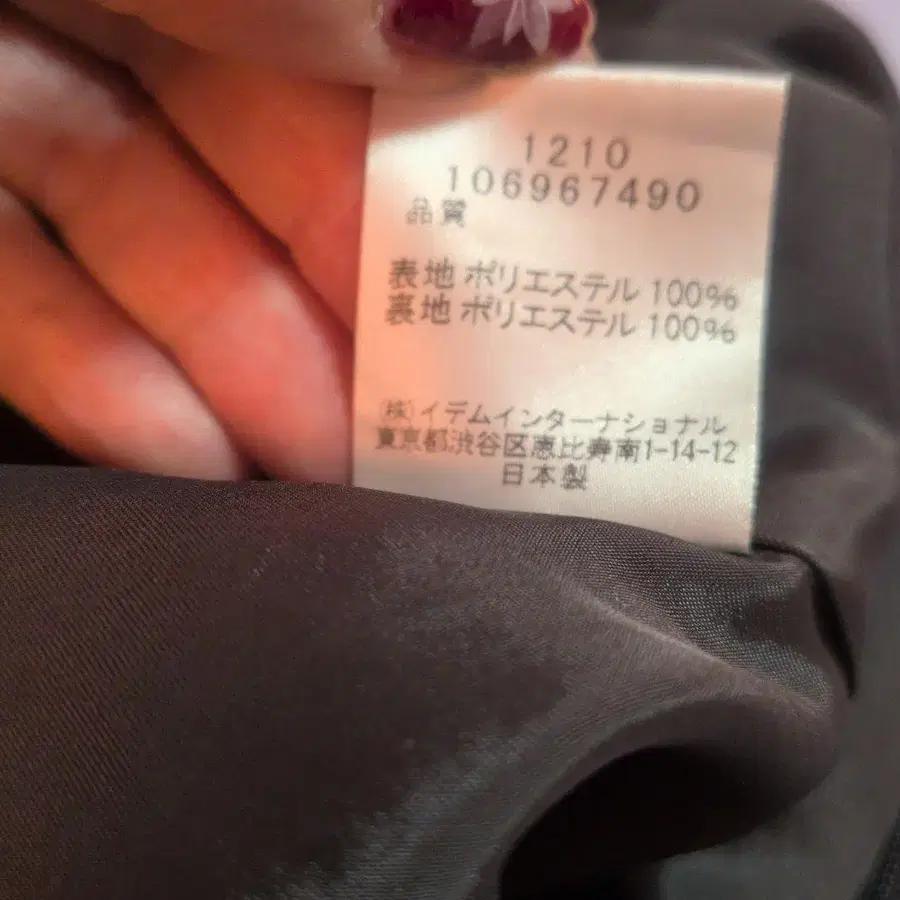 1210
106967490
品質
表地 ポリエステル 100%
裏地 ポリエステル 100%
(株)イデムインターナショナル
東京都渋谷区恵比寿南1-14-12
日本製